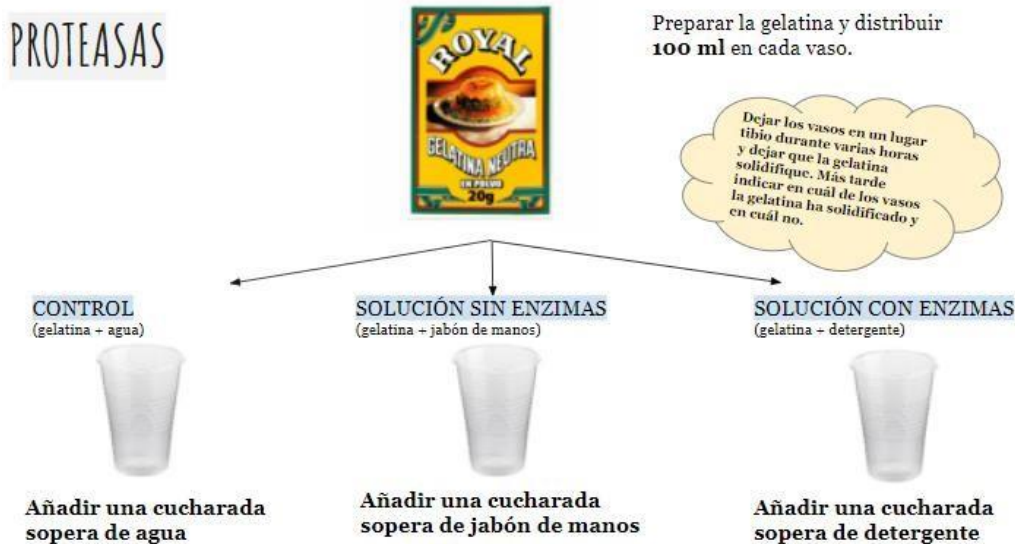 PROTEASAS
ROYAL
GELATINA NEUTRA
EN POLVO
20g
Preparar la gelatina y distribuir
100 ml en cada vaso.
Dejar los vasos en un lugar
tibio durante varias horas
y dejar que la gelatina
solidifique. Más tarde
indicar en cuál de los vasos
la gelatina ha solidificado y
en cuál no.
CONTROL
(gelatina + agua)
Añadir una cucharada
sopera de agua
SOLUCIÓN SIN ENZIMAS
(gelatina + jabón de manos)
Añadir una cucharada
sopera de jabón de manos
SOLUCIÓN CON ENZIMAS
(gelatina + detergente)
Añadir una cucharada
sopera de detergente